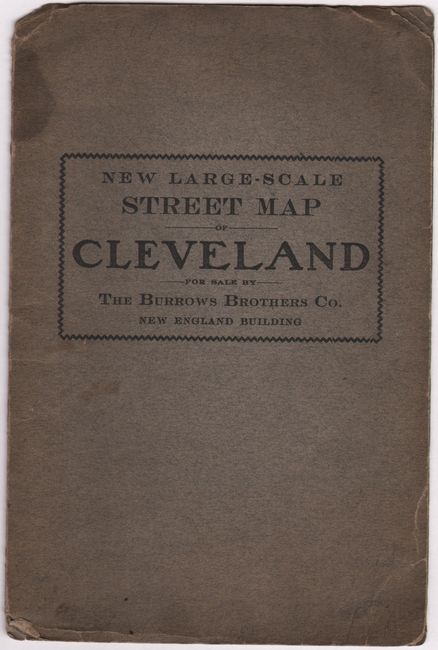 NEW LARGE-SCALE
STREET MAP
OF
CLEVELAND
FOR SALE BY
THE BURROWS BROTHERS CO.
NEW ENGLAND BUILDING